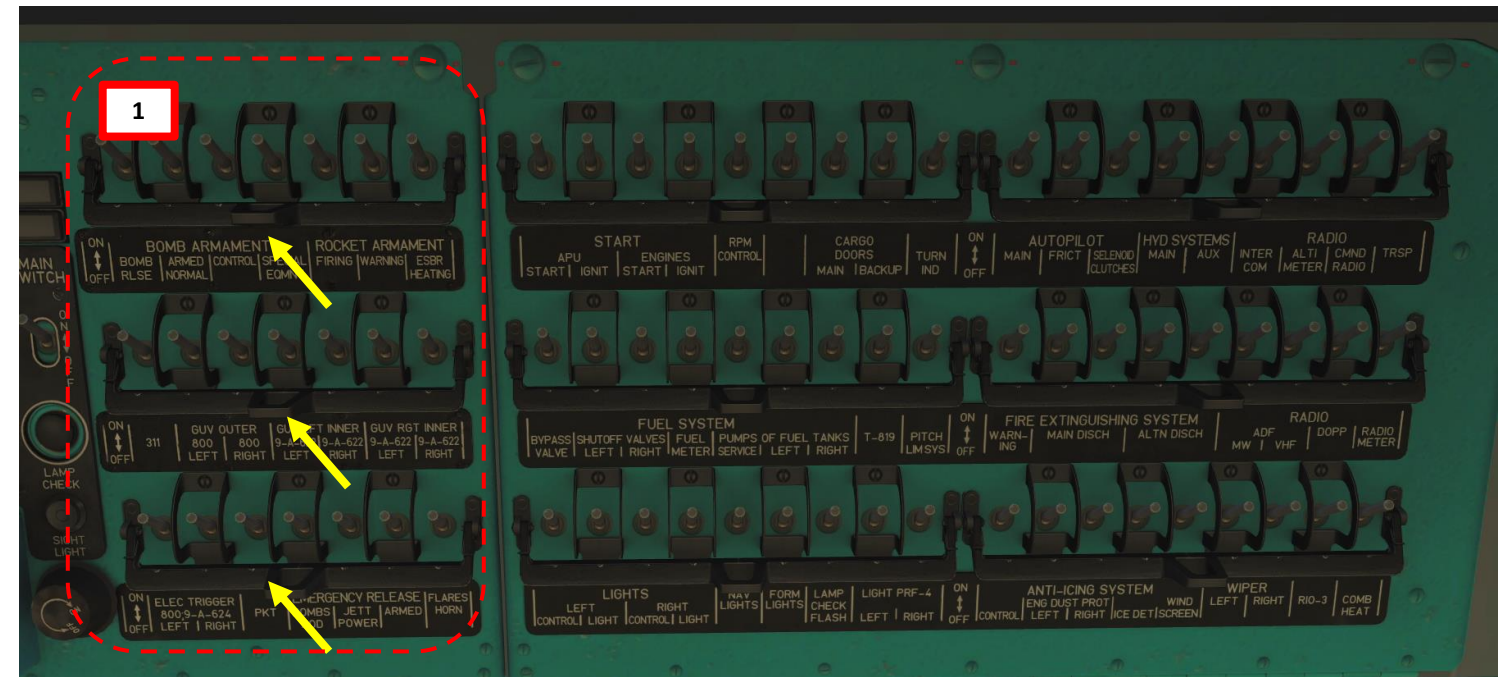 1
MAIN
SWITCH
ON
OFF
LAMP
CHECK
SIGHT
LIGHT
OFF
ON
OFF
BOMB ARMAMENT
ROCKET ARMAMENT
BOMB RLSE
ARMED NORMAL
CONTROL
EQMN
FIRING
WARNING
ESBR HEATING
ON
OFF
311
GUV OUTER
800 LEFT
800 RIGHT
INNER
LEFT
9-A-622 RIGHT
GUV RGT INNER
9-A-622 LEFT
9-A-622 RIGHT
ON
OFF
ELEC TRIGGER
800;9-A-624
LEFT
RIGHT
PKT
EMERGENCY RELEASE
BOMBS
JETT POWER
ARMED
FLARES
HORN
START
APU
START
IGNIT
ENGINES
START
IGNIT
RPM
CONTROL
CARGO
DOORS
MAIN
BACKUP
TURN
IND
ON
OFF
AUTOPILOT
MAIN
FRICT
SELENOID
CLUTCHES
HYD SYSTEMS
MAIN
AUX
RADIO
INTER COM
ALTI METER
CMND RADIO
TRSP
FUEL SYSTEM
BYPASS VALVE
SHUTOFF VALVES
LEFT
RIGHT
FUEL METER
PUMPS OF FUEL TANKS
SERVICE
LEFT
RIGHT
T-819
PITCH
LIM SYS
ON
OFF
FIRE EXTINGUISHING SYSTEM
WARN-
ING
MAIN DISCH
ALTN DISCH
RADIO
ADF
MW
VHF
DOPP
RADIO
METER
LIGHTS
LEFT
CONTROL
LIGHT
RIGHT
CONTROL
LIGHT
NAV
LIGHTS
FORM
LIGHTS
LAMP
CHECK
FLASH
LIGHT PRF-4
LEFT
RIGHT
ON
OFF
ANTI-ICING SYSTEM
CONTROL
ENG DUST PROT
LEFT
RIGHT
ICE DET
WIND
SCREEN
WIPER
LEFT
RIGHT
RIO-3
COMB
HEAT